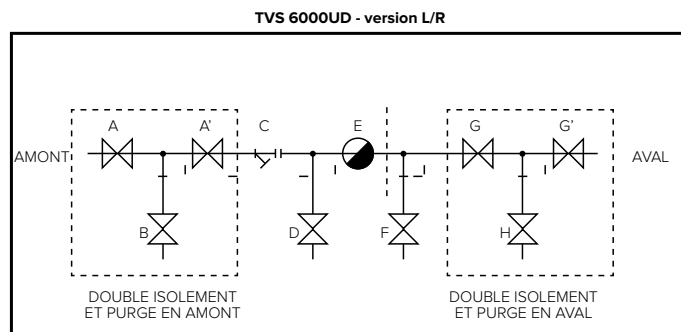 TVS 6000UD - version L/R
A
A'
C
E
G
G'
AMONT
AVAL
B
D
F
H
DOUBLE ISOLEMENT
ET PURGE EN AMONT
DOUBLE ISOLEMENT
ET PURGE EN AVAL